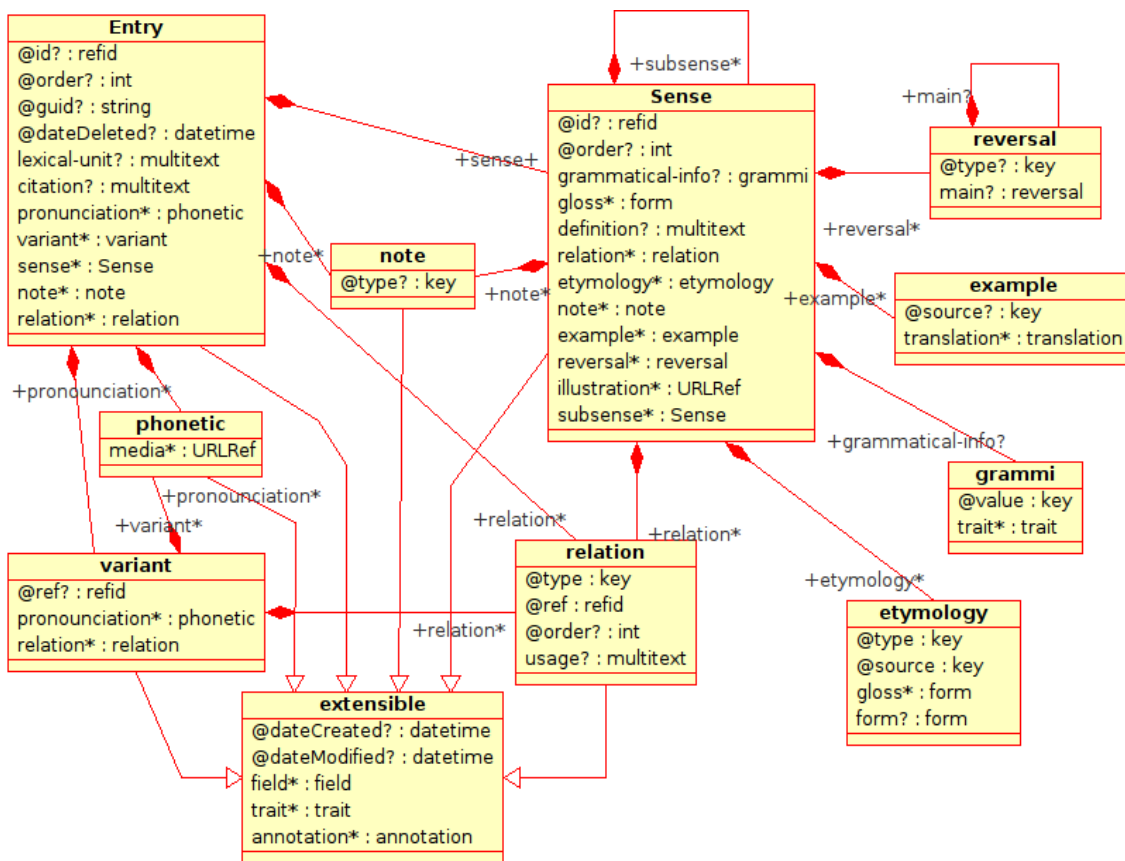 Entry
@id? : refid
@order? : int
@guid? : string
@dateDeleted? : datetime
lexical-unit? : multitext
citation? : multitext
pronunciation* : phonetic
variant* : variant
sense* : Sense
note* : note
relation* : relation
+subsense*
Sense
@id? : refid
@order? : int
grammatical-info? : grammi
gloss* : form
definition? : multitext
relation* : relation
etymology* : etymology
note* : note
example* : example
reversal* : reversal
illustration* : URLRef
subsense* : Sense
+main?
reversal
@type? : key
main? : reversal
+sense+
+reversal*
+note*
note
@type? : key
+note*
+example*
example
@source? : key
translation* : translation
+pronounciation*
phonetic
media* : URLRef
+grammatical-info?
grammi
@value : key
trait* : trait
+pronounciation*
+variant*
+relation*
+relation*
variant
@ref? : refid
pronounciation* : phonetic
relation* : relation
relation
@type : key
@ref : refid
@order? : int
usage? : multitext
+relation*
+etymology*
etymology
@type : key
@source : key
gloss* : form
form? : form
extensible
@dateCreated? : datetime
@dateModified? : datetime
field* : field
trait* : trait
annotation* : annotation